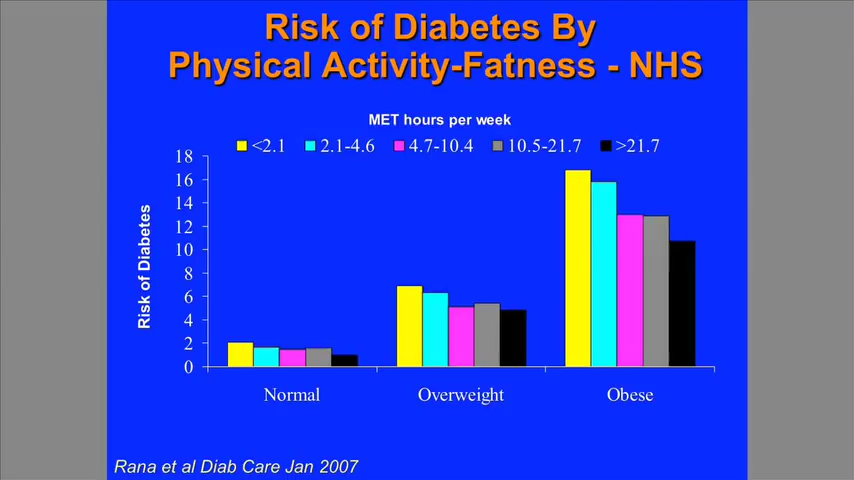 Risk of Diabetes By
Physical Activity-Fatness - NHS
MET hours per week
<2.1 2.1-4.6 4.7-10.4 10.5-21.7 >21.7
Risk of Diabetes
18
16
14
12
10
8
6
4
2
0
Normal Overweight Obese
Rana et al Diab Care Jan 2007